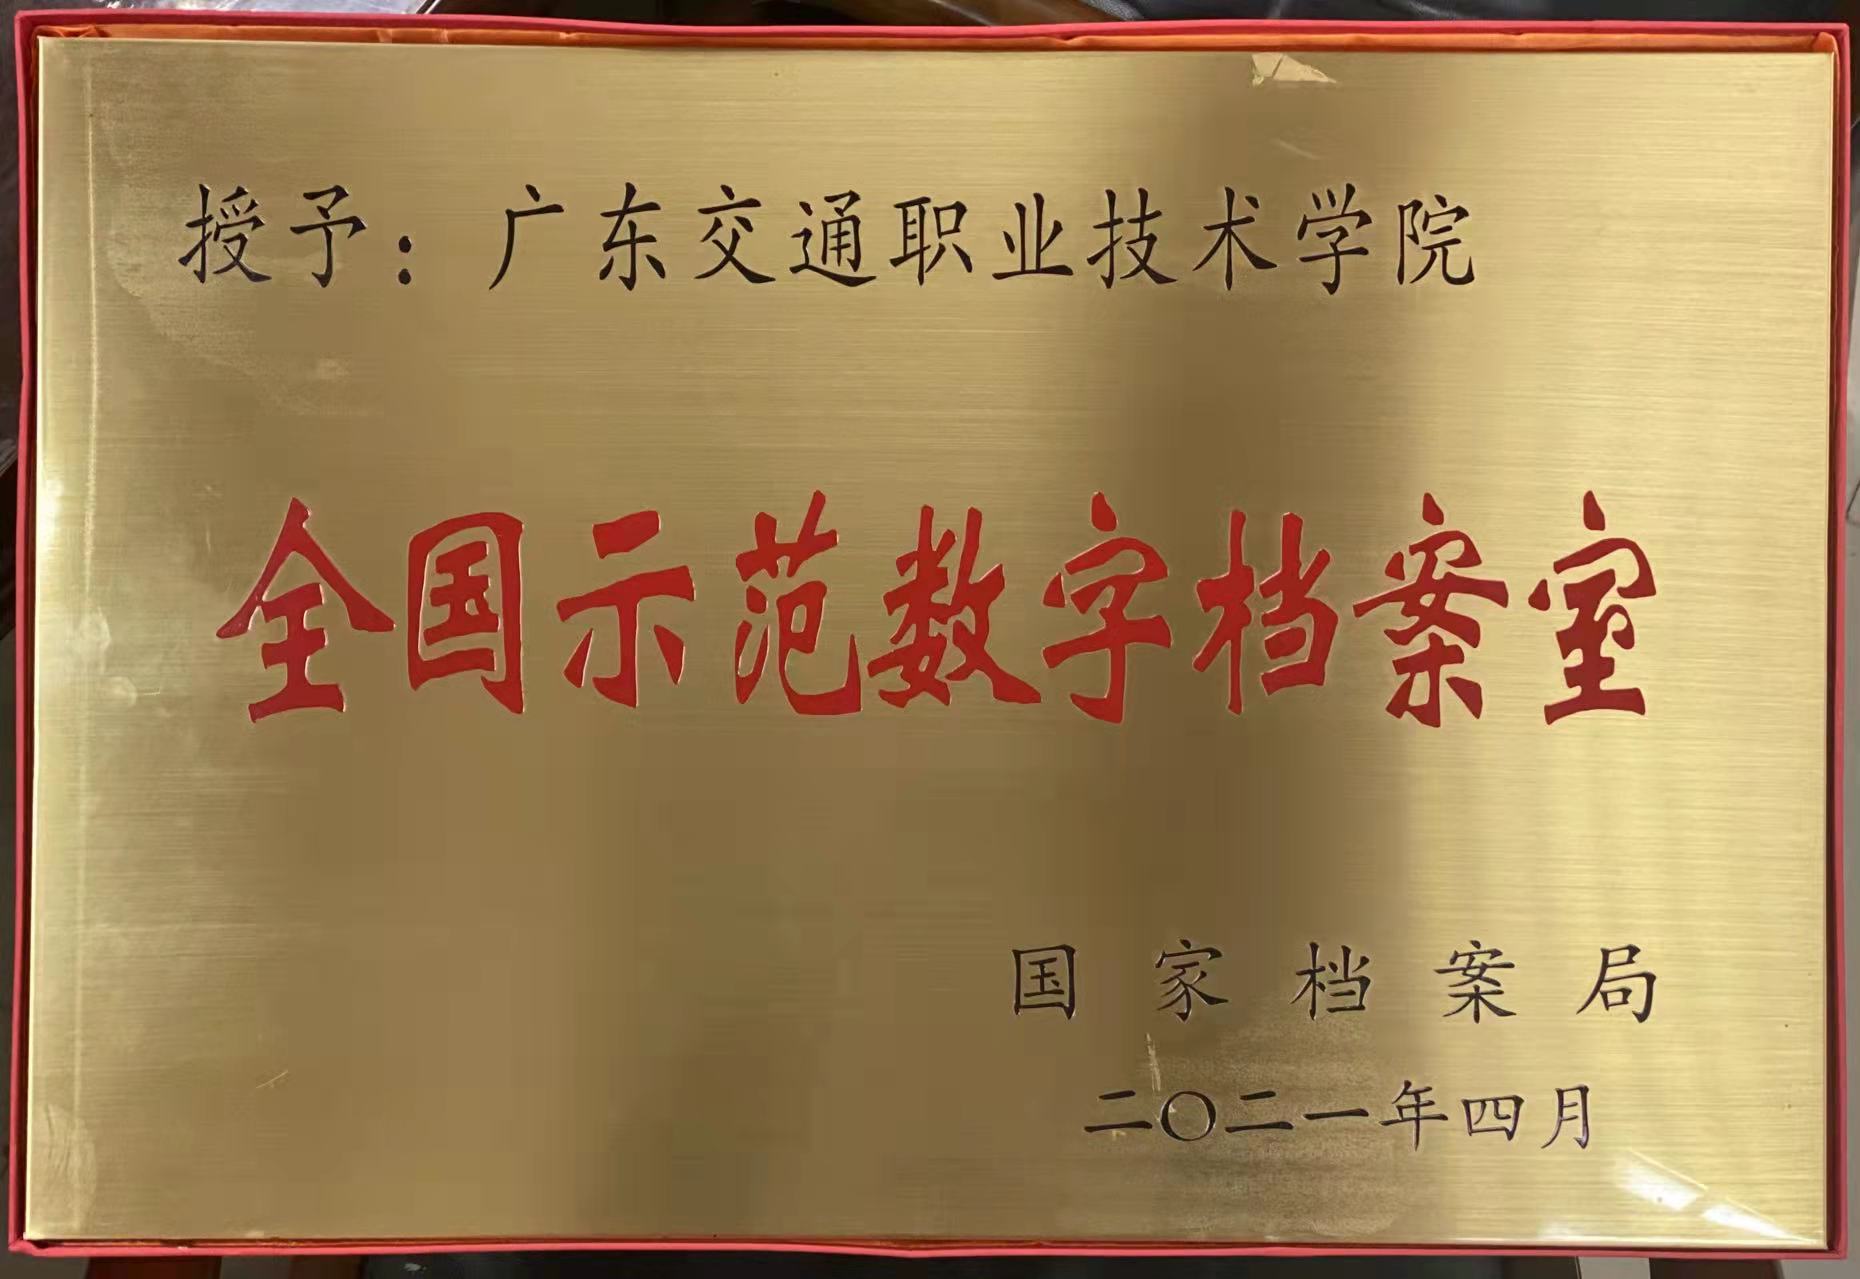 授予：广东交通职业技术学院
全国示范数字档案室
国家档案局
二〇二一年四月